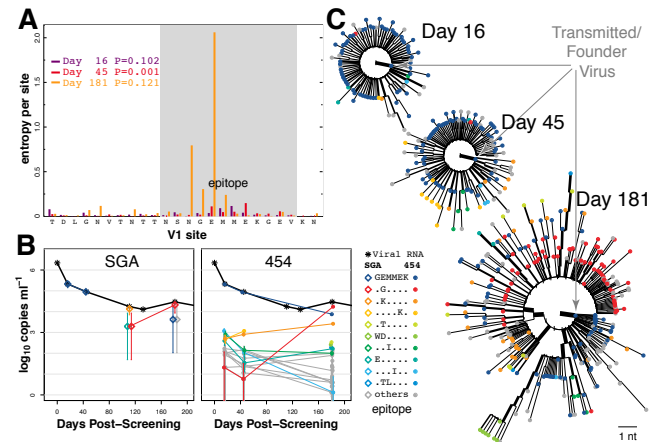 A
entropy per site
2.0
1.5
1.0
0.5
0
Day 16 P=0.102
Day 45 P=0.001
Day 181 P=0.121
epitope
T D L G N V T N T T N S N G E M M E K G E V K N
V1 site
B
SGA
454
log10 copies ml−1
6
3
0
0 50 100 150 200
0 50 100 150 200
Days Post-Screening
Days Post-Screening
Viral RNA
SGA 454
GEMMEK
.G....
.K....
....K.
..T...
WD....
...I..
E.....
...I..
.TL...
others
epitope
C
Day 16
Day 45
Day 181
Transmitted/
Founder
Virus
1 nt